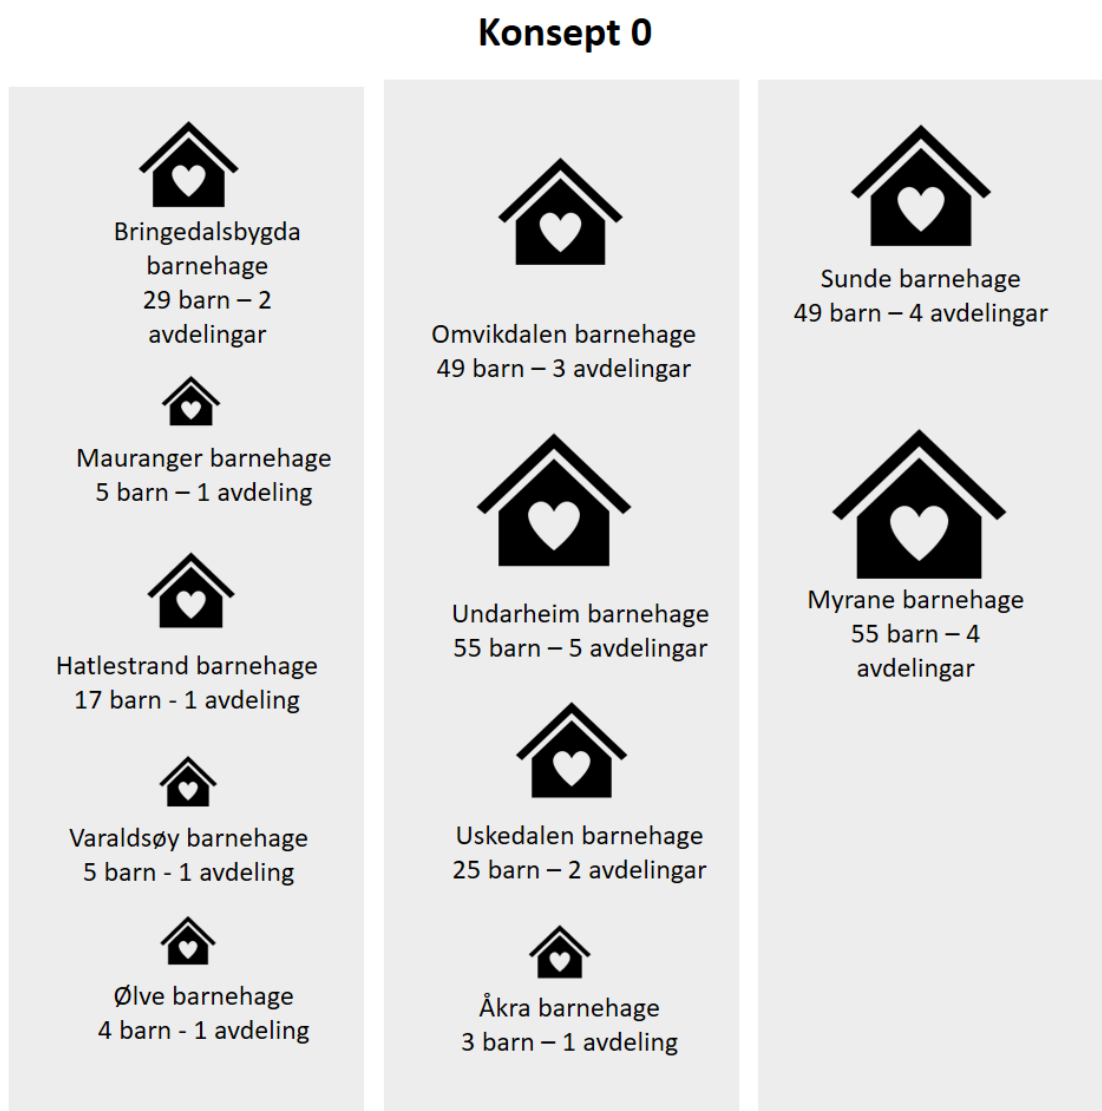 Konsept 0
Bringedalsbygda
barnehage
29 barn – 2
avdelingar
Mauranger barnehage
5 barn – 1 avdeling
Hatlestrand barnehage
17 barn - 1 avdeling
Varaldsøy barnehage
5 barn - 1 avdeling
Ølve barnehage
4 barn - 1 avdeling
Omvikdalen barnehage
49 barn – 3 avdelingar
Undarheim barnehage
55 barn – 5 avdelingar
Uskedalen barnehage
25 barn – 2 avdelingar
Åkra barnehage
3 barn – 1 avdeling
Sunde barnehage
49 barn – 4 avdelingar
Myrane barnehage
55 barn – 4
avdelingar